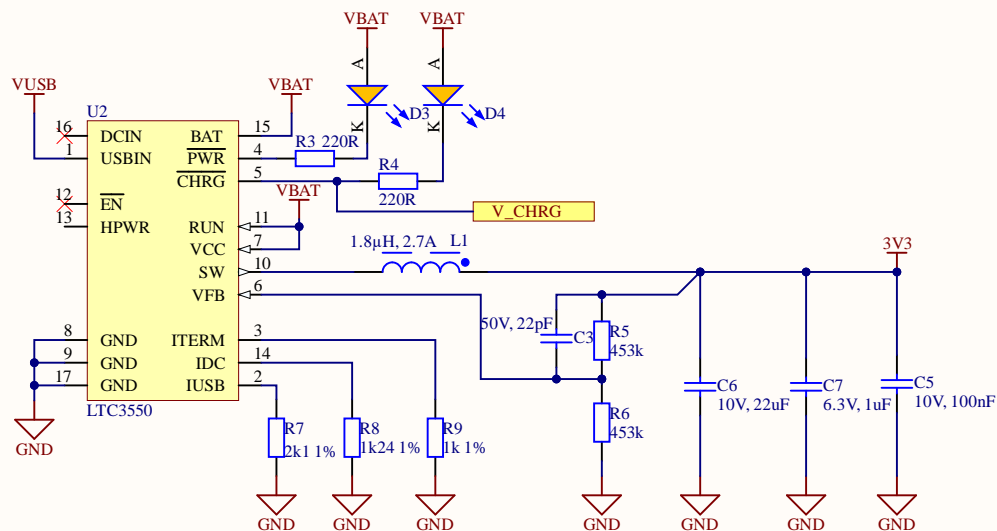 VBAT
VBAT
A
A
VUSB
VBAT
U2
D3
D4
16
DCIN
BAT
15
K
K
R3 220R
1
USBIN
PWR
4
R4
CHRG
5
220R
12
EN
VBAT
13
HPWR
RUN
11
V_CHRG
VCC
7
1.8µH, 2.7A
L1
3V3
SW
10
VFB
6
50V, 22pF
C3
R5
453k
8
GND
ITERM
3
9
GND
IDC
14
17
GND
IUSB
2
C6
10V, 22uF
C7
6.3V, 1uF
C5
10V, 100nF
LTC3550
R6
453k
R7
2k1 1%
R8
1k24 1%
R9
1k 1%
GND
GND
GND
GND
GND
GND
GND
GND